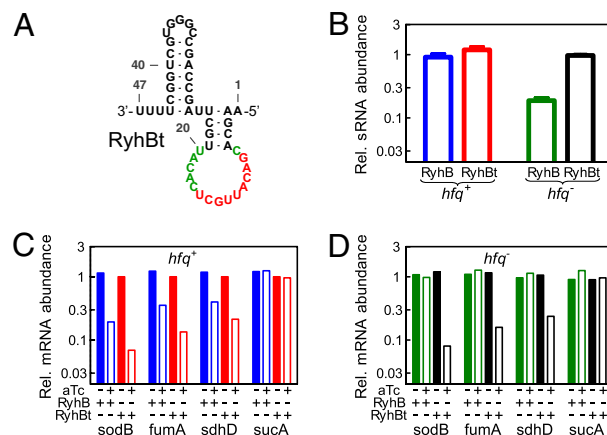 A
40
47
1
3'-UUUU
AA-5'
20
RyhBt
B
Rel. sRNA abundance
3
1
0.3
0.1
0.03
RyhB RyhBt RyhB RyhBt
hfq+ hfq-
C
hfq+
Rel. mRNA abundance
3
1
0.3
0.1
0.03
aTc - + - + - + - + - + - + - + - +
RyhB + + - - + + - - + + - - + + - -
RyhBt - - + + - - + + - - + + - - + +
sodB fumA sdhD sucA
D
hfq-
Rel. mRNA abundance
3
1
0.3
0.1
0.03
aTc - + - + - + - + - + - + - + - +
RyhB + + - - + + - - + + - - + + - -
RyhBt - - + + - - + + - - + + - - + +
sodB fumA sdhD sucA